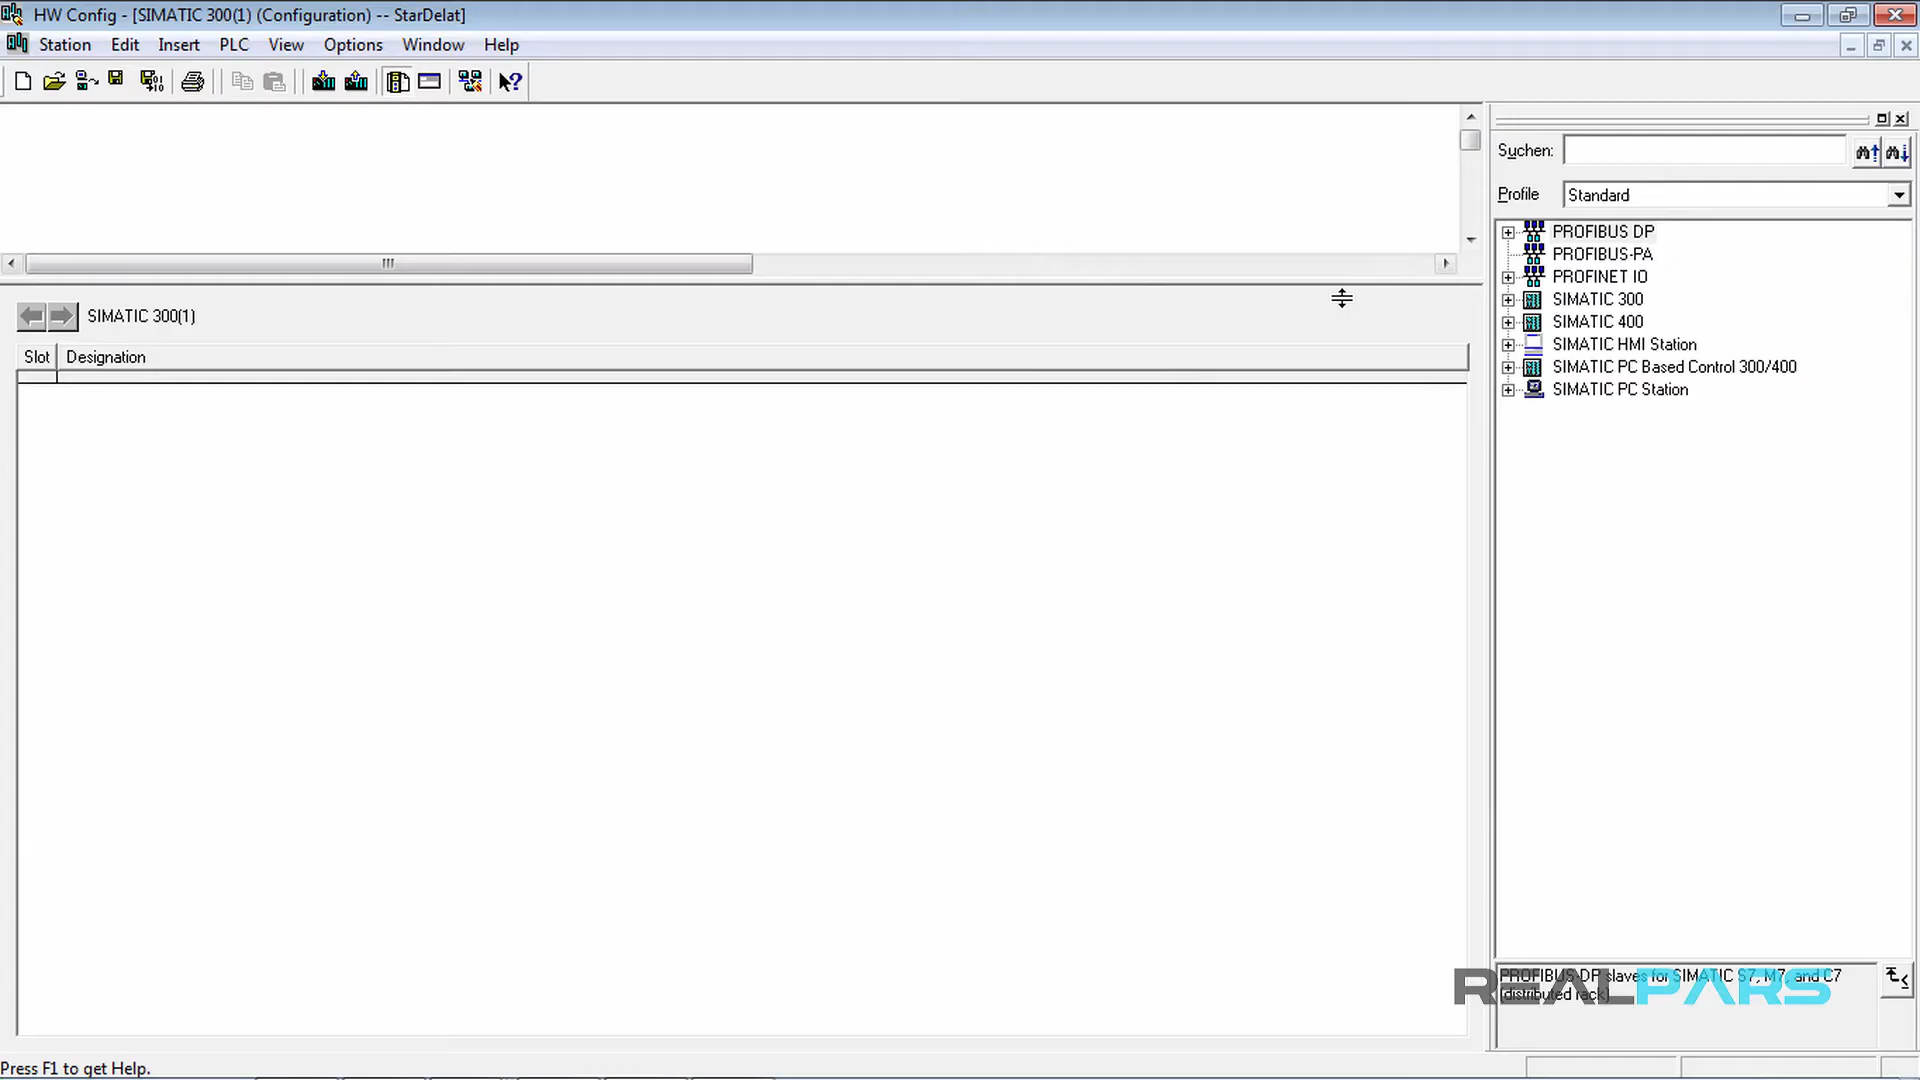 HW Config - [SIMATIC 300(1) (Configuration) -- StarDelat]
Station Edit Insert PLC View Options Window Help
Suchen:
Profile Standard
PROFIBUS DP
PROFIBUS-PA
PROFINET IO
SIMATIC 300
SIMATIC 400
SIMATIC HMI Station
SIMATIC PC Based Control 300/400
SIMATIC PC Station
SIMATIC 300(1)
Slot Designation
PROFIBUS-DP slaves for SIMATIC S7, M7, and C7
(distributed rack)
REALPARS
Press F1 to get Help.